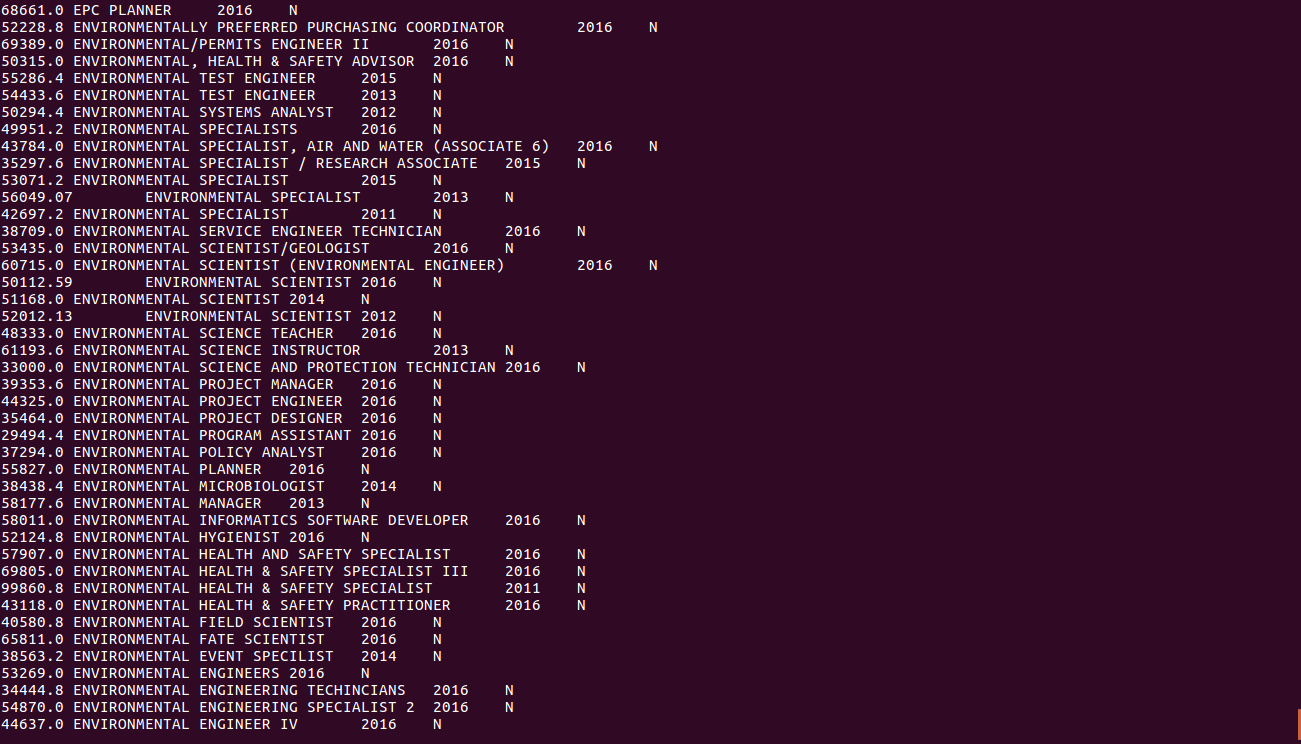 68661.0 EPC PLANNER 2016 N
52228.8 ENVIRONMENTALLY PREFERRED PURCHASING COORDINATOR 2016 N
69389.0 ENVIRONMENTAL/PERMITS ENGINEER II 2016 N
50315.0 ENVIRONMENTAL, HEALTH & SAFETY ADVISOR 2016 N
55286.4 ENVIRONMENTAL TEST ENGINEER 2015 N
54433.6 ENVIRONMENTAL TEST ENGINEER 2013 N
50294.4 ENVIRONMENTAL SYSTEMS ANALYST 2012 N
49951.2 ENVIRONMENTAL SPECIALISTS 2016 N
43784.0 ENVIRONMENTAL SPECIALIST, AIR AND WATER (ASSOCIATE 6) 2016 N
35297.6 ENVIRONMENTAL SPECIALIST / RESEARCH ASSOCIATE 2015 N
53071.2 ENVIRONMENTAL SPECIALIST 2015 N
56049.07 ENVIRONMENTAL SPECIALIST 2013 N
42697.2 ENVIRONMENTAL SPECIALIST 2011 N
38709.0 ENVIRONMENTAL SERVICE ENGINEER TECHNICIAN 2016 N
53435.0 ENVIRONMENTAL SCIENTIST/GEOLOGIST 2016 N
60715.0 ENVIRONMENTAL SCIENTIST (ENVIRONMENTAL ENGINEER) 2016 N
50112.59 ENVIRONMENTAL SCIENTIST 2016 N
51168.0 ENVIRONMENTAL SCIENTIST 2014 N
52012.13 ENVIRONMENTAL SCIENTIST 2012 N
48333.0 ENVIRONMENTAL SCIENCE TEACHER 2016 N
61193.6 ENVIRONMENTAL SCIENCE INSTRUCTOR 2013 N
33000.0 ENVIRONMENTAL SCIENCE AND PROTECTION TECHNICIAN 2016 N
39353.6 ENVIRONMENTAL PROJECT MANAGER 2016 N
44325.0 ENVIRONMENTAL PROJECT ENGINEER 2016 N
35464.0 ENVIRONMENTAL PROJECT DESIGNER 2016 N
29494.4 ENVIRONMENTAL PROGRAM ASSISTANT 2016 N
37294.0 ENVIRONMENTAL POLICY ANALYST 2016 N
55827.0 ENVIRONMENTAL PLANNER 2016 N
38438.4 ENVIRONMENTAL MICROBIOLOGIST 2014 N
58177.6 ENVIRONMENTAL MANAGER 2013 N
58011.0 ENVIRONMENTAL INFORMATICS SOFTWARE DEVELOPER 2016 N
52124.8 ENVIRONMENTAL HYGIENIST 2016 N
57907.0 ENVIRONMENTAL HEALTH AND SAFETY SPECIALIST 2016 N
69805.0 ENVIRONMENTAL HEALTH & SAFETY SPECIALIST III 2016 N
99860.8 ENVIRONMENTAL HEALTH & SAFETY SPECIALIST 2011 N
43118.0 ENVIRONMENTAL HEALTH & SAFETY PRACTITIONER 2016 N
40580.8 ENVIRONMENTAL FIELD SCIENTIST 2016 N
65811.0 ENVIRONMENTAL FATE SCIENTIST 2016 N
38563.2 ENVIRONMENTAL EVENT SPECILIST 2014 N
53269.0 ENVIRONMENTAL ENGINEERS 2016 N
34444.8 ENVIRONMENTAL ENGINEERING TECHINCIANS 2016 N
54870.0 ENVIRONMENTAL ENGINEERING SPECIALIST 2 2016 N
44637.0 ENVIRONMENTAL ENGINEER IV 2016 N